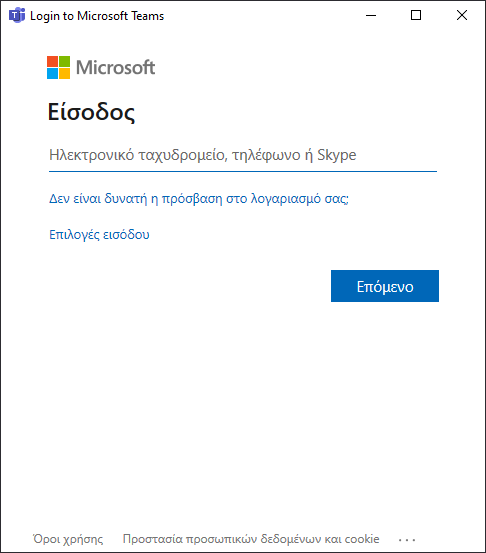 Login to Microsoft Teams
Microsoft
Είσοδος
Ηλεκτρονικό ταχυδρομείο, τηλέφωνο ή Skype
Δεν είναι δυνατή η πρόσβαση στο λογαριασμό σας;
Επιλογές εισόδου
Επόμενο
Όροι χρήσης Προστασία προσωπικών δεδομένων και cookie ...